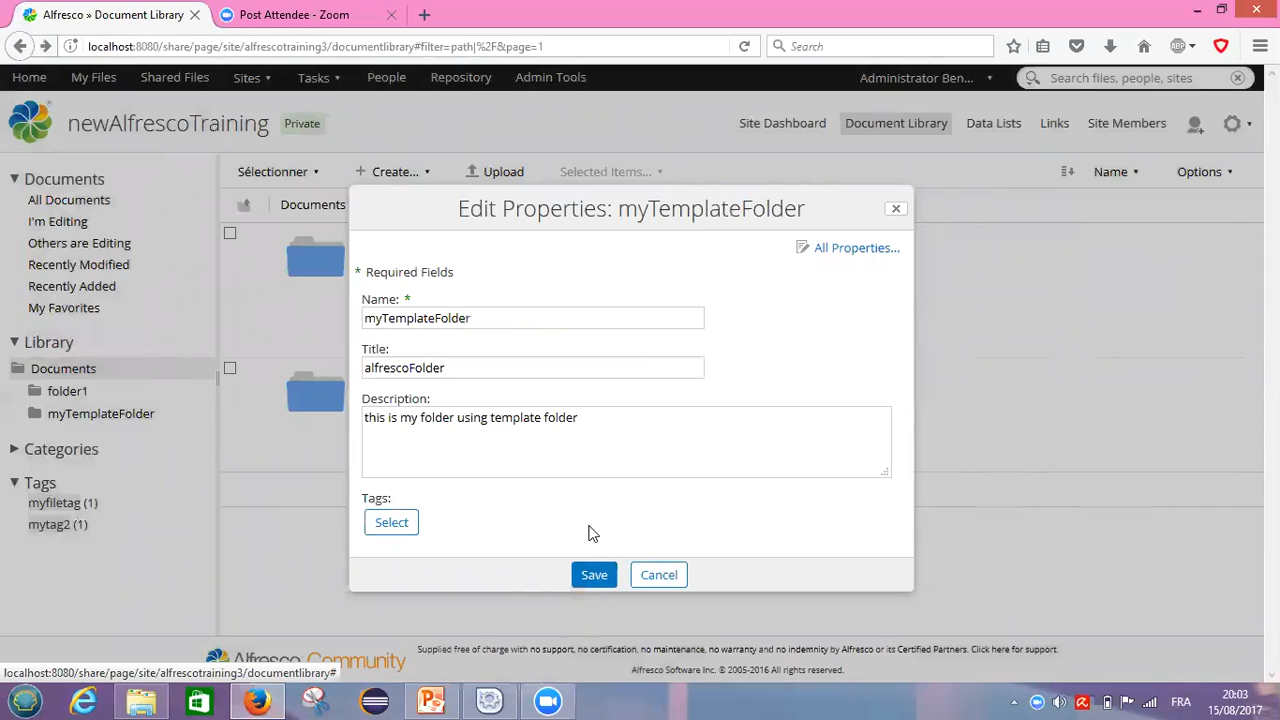 Alfresco » Document Library
Post Attendee - Zoom
localhost:8080/share/page/site/alfrescotraining3/documentlibrary#filter=path|%2F&page=1
Search
ABP
Home My Files Shared Files Sites Tasks People Repository Admin Tools Administrator Ben... Search files, people, sites
newAlfrescoTraining Private Site Dashboard Document Library Data Lists Links Site Members
Documents
All Documents
I'm Editing
Others are Editing
Recently Modified
Recently Added
My Favorites
Library
Documents
folder1
myTemplateFolder
Categories
Tags
myfiletag (1)
mytag2 (1)
Sélectionner + Create... Upload Selected Items... Name Options
Documents
Edit Properties: myTemplateFolder
All Properties...
* Required Fields
Name: *
myTemplateFolder
Title:
alfrescoFolder
Description:
this is my folder using template folder
Tags:
Select
Save Cancel
Alfresco Community
Supplied free of charge with no support, no certification, no maintenance, no warranty and no indemnity by Alfresco or its Certified Partners. Click here for support.
Alfresco Software Inc. © 2005-2016 All rights reserved.
localhost:8080/share/page/site/alfrescotraining3/documentlibrary#
FRA
20:03
15/08/2017